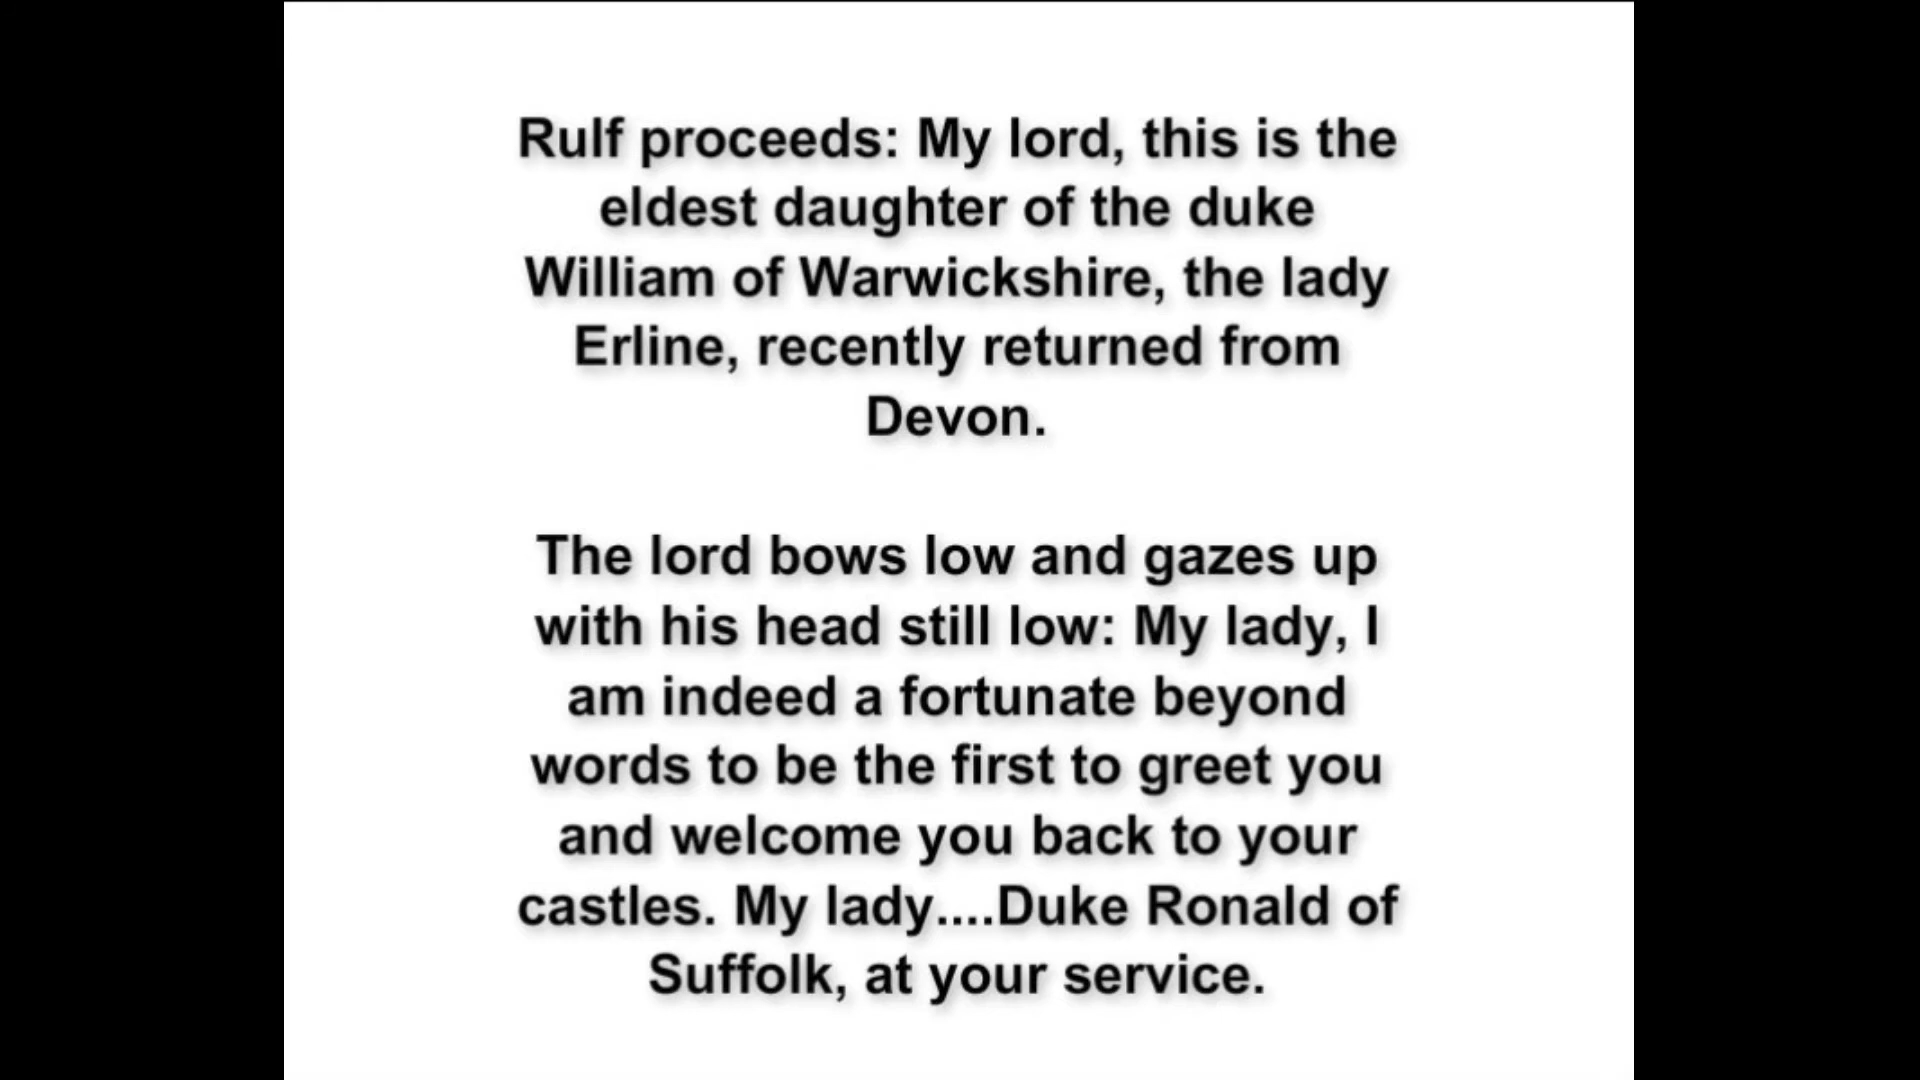 Rulf proceeds: My lord, this is the
eldest daughter of the duke
William of Warwickshire, the lady
Erline, recently returned from
Devon.
The lord bows low and gazes up
with his head still low: My lady, I
am indeed a fortunate beyond
words to be the first to greet you
and welcome you back to your
castles. My lady....Duke Ronald of
Suffolk, at your service.